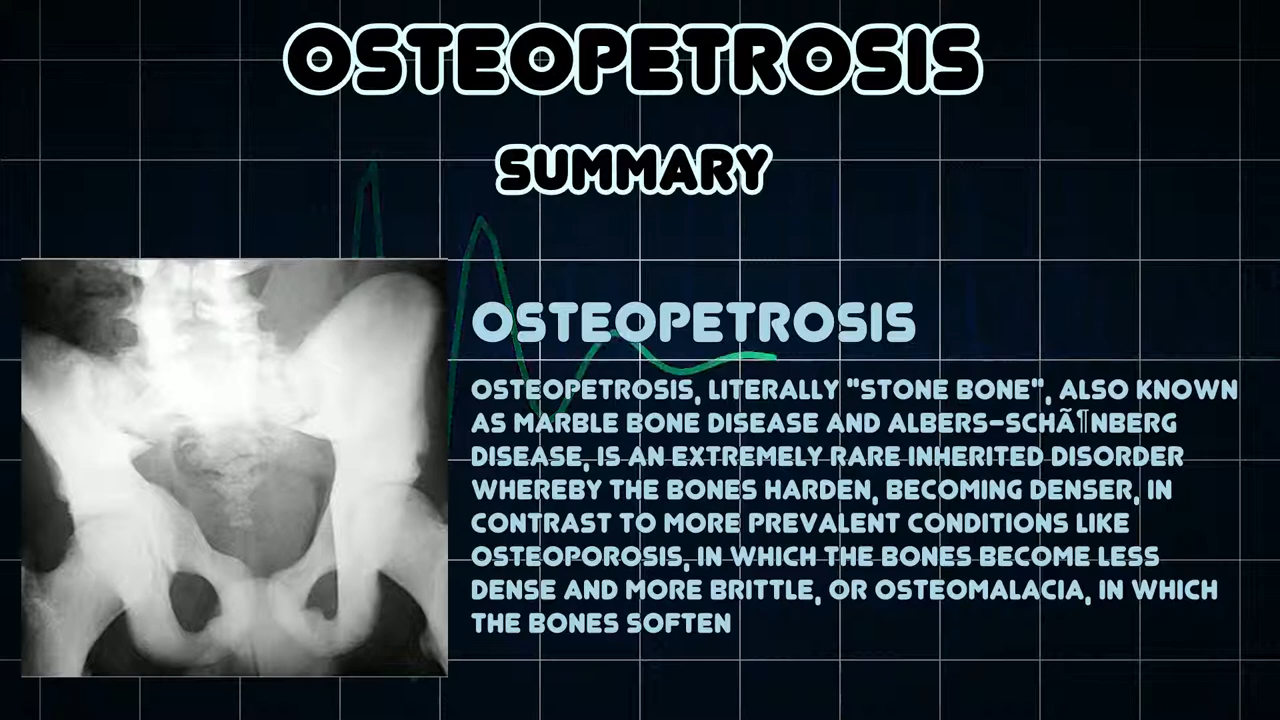 OSTEOPETROSIS
SUMMARY
OSTEOPETROSIS
OSTEOPETROSIS, LITERALLY "STONE BONE", ALSO KNOWN
AS MARBLE BONE DISEASE AND ALBERS-SCHÃ¶NBERG
DISEASE, IS AN EXTREMELY RARE INHERITED DISORDER
WHEREBY THE BONES HARDEN, BECOMING DENSER, IN
CONTRAST TO MORE PREVALENT CONDITIONS LIKE
OSTEOPOROSIS, IN WHICH THE BONES BECOME LESS
DENSE AND MORE BRITTLE, OR OSTEOMALACIA, IN WHICH
THE BONES SOFTEN